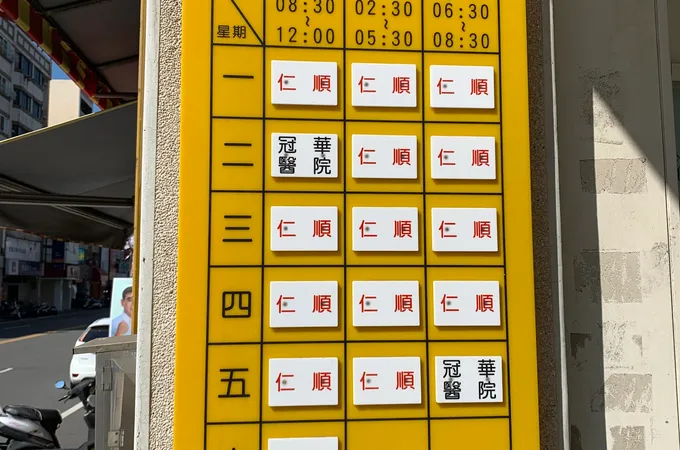 08:30 02:30 06:30
~ ~ ~
星期 12:00 05:30 08:30
一 仁順 仁順 仁順
二 冠華醫院 仁順 仁順
三 仁順 仁順 仁順
四 仁順 仁順 仁順
五 仁順 仁順 冠華醫院